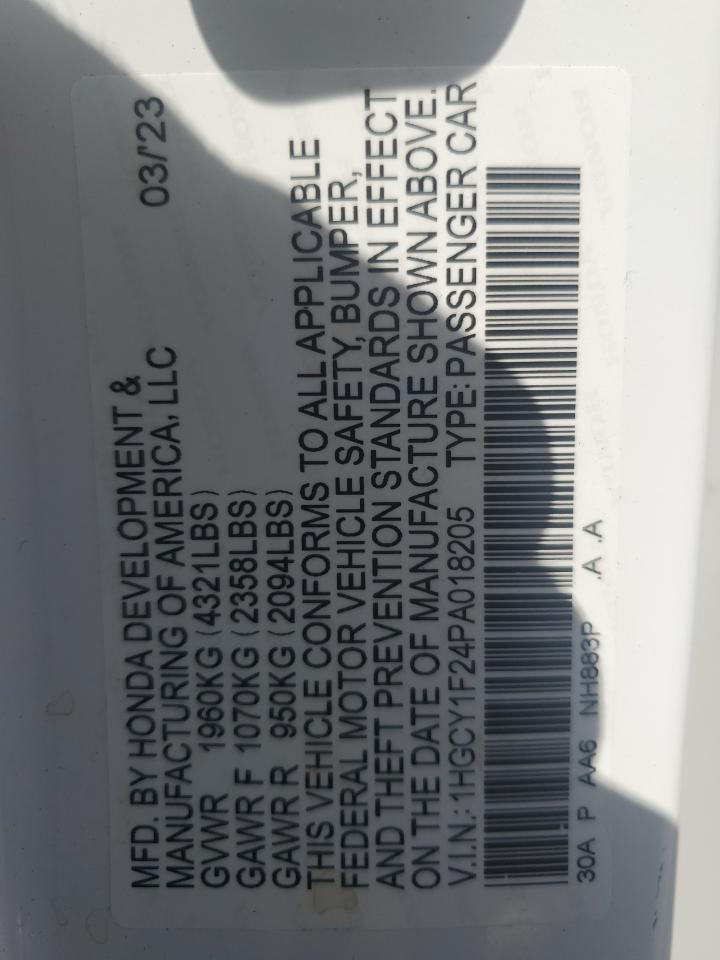 MFD. BY HONDA DEVELOPMENT & 03/'23
MANUFACTURING OF AMERICA, LLC
GVWR 1960KG (4321LBS)
GAWR F 1070KG (2358LBS)
GAWR R 950KG (2094LBS)
THIS VEHICLE CONFORMS TO ALL APPLICABLE
FEDERAL MOTOR VEHICLE SAFETY, BUMPER,
AND THEFT PREVENTION STANDARDS IN EFFECT
ON THE DATE OF MANUFACTURE SHOWN ABOVE.
V.I.N.: 1HGCY1F24PA018205 TYPE: PASSENGER CAR
30A P AA6 NH883P .A .A